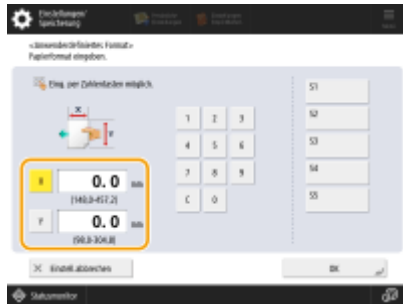 Einstellungen/
Speicherung
<Anwenderdefiniertes Format>
Papierformat eingeben.
Eing. per Zahlentasten möglich.
X
Y
1 2 3
4 5 6
7 8 9
C 0
X 0. 0 mm
(148.0-457.2)
Y 0. 0 mm
(98.0-304.8)
S1
S2
S3
S4
S5
Einstell. abbrechen
OK
Statusmonitor